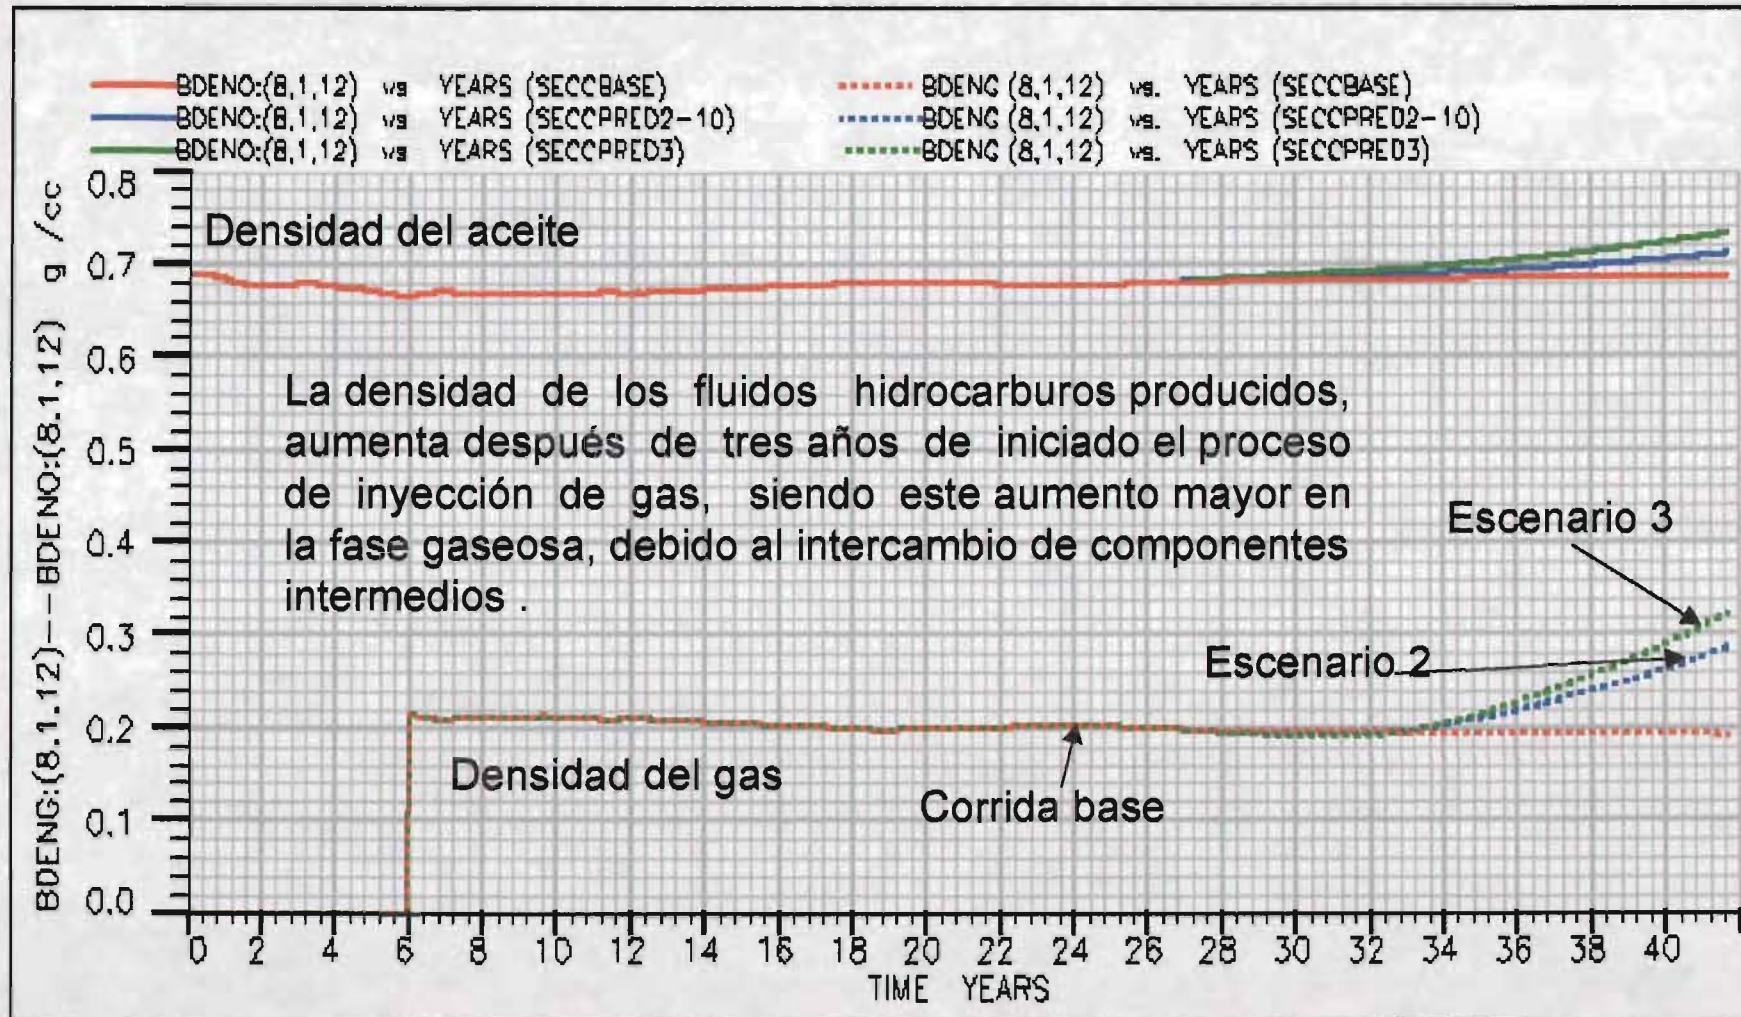 BDENO:(8,1,12) vs YEARS (SECCBASE)
BDENO:(8,1,12) vs YEARS (SECCPRED2-10)
BDENO:(8,1,12) vs YEARS (SECCPRED3)
BDENG (8,1,12) vs. YEARS (SECCBASE)
BDENG (8,1,12) vs. YEARS (SECCPRED2-10)
BDENG (8,1,12) vs. YEARS (SECCPRED3)
BDENG:(8.1.12)--BDENO:(8.1,12) g /cc
0.8
0.7
0.6
0.5
0.4
0.3
0.2
0.1
0.0
Densidad del aceite
La densidad de los fluidos hidrocarburos producidos,
aumenta después de tres años de iniciado el proceso
de inyección de gas, siendo este aumento mayor en
la fase gaseosa, debido al intercambio de componentes
intermedios .
Escenario 3
Escenario 2
Densidad del gas
Corrida base
0 2 4 6 8 10 12 14 16 18 20 22 24 26 28 30 32 34 36 38 40
TIME YEARS